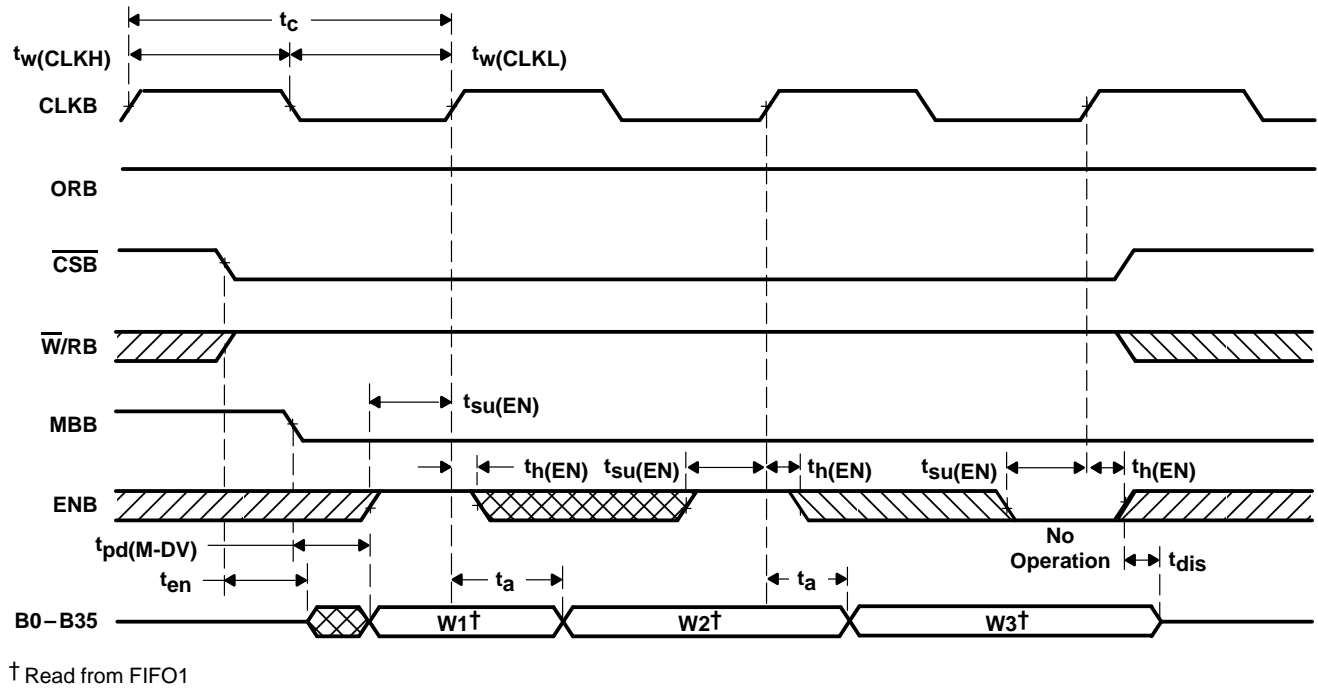 tc
tw(CLKH)
tw(CLKL)
CLKB
ORB
CSB
W/RB
tsu(EN)
MBB
th(EN)
tsu(EN)
th(EN)
tsu(EN)
th(EN)
ENB
No
Operation
tpd(M-DV)
tdis
ten
ta
ta
B0–B35
W1†
W2†
W3†
† Read from FIFO1